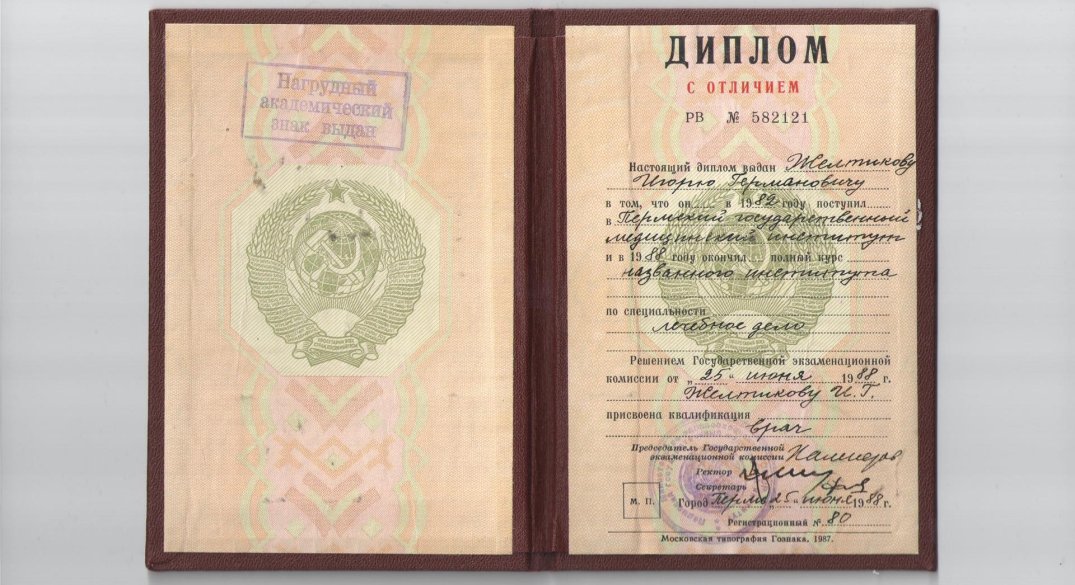 Нагрудный
академический
знак выдан
ДИПЛОМ
С ОТЛИЧИЕМ
РВ № 582121
Настоящий диплом выдан Желтикову
Игорю Германовичу
в том, что он в 1982 году поступил
в Пермский государственный
медицинский институт
и в 1988 году окончил полный курс
названного института
по специальности
лечебное дело
Решением Государственной экзаменационной
комиссии от „25“ июня 1988 г.
Желтикову И.Г.
присвоена квалификация
врач
Председатель Государственной
экзаменационной комиссии
Ректор
Секретарь
М. П. Город Пермь „25“ июня 1988 г.
Регистрационный № 80
Московская типография Гознака. 1987.